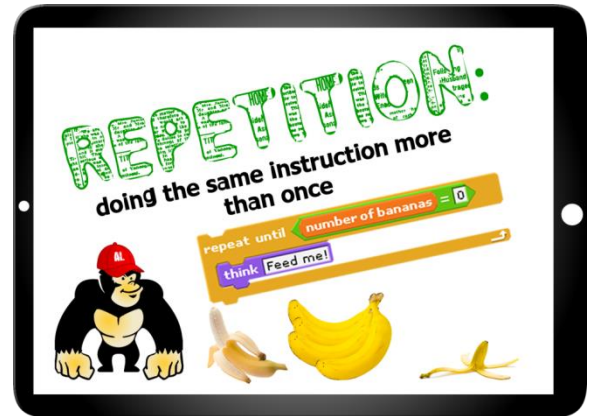 REPETITION:
doing the same instruction more
than once
repeat until number of bananas = 0
think Feed me!
AL